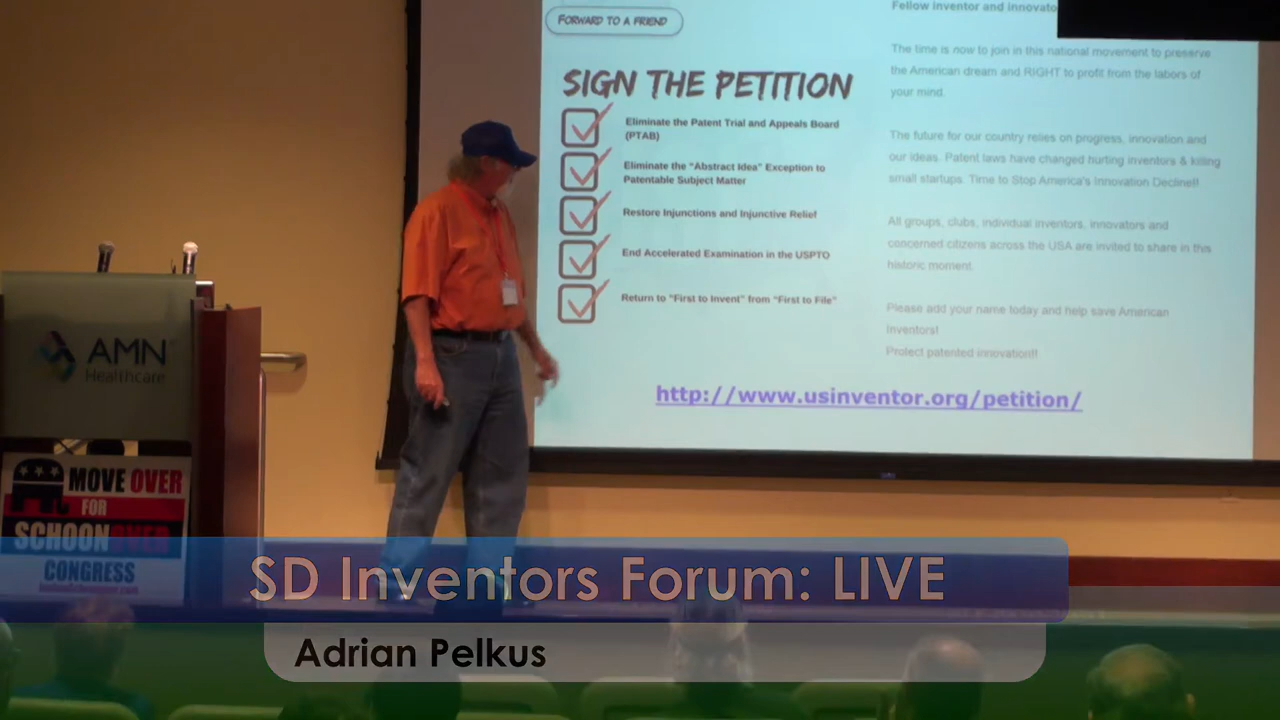 FORWARD TO A FRIEND
SIGN THE PETITION
Eliminate the Patent Trial and Appeals Board
(PTAB)
Eliminate the "Abstract Idea" Exception to
Patentable Subject Matter
Restore Injunctions and Injunctive Relief
End Accelerated Examination in the USPTO
Return to "First to Invent" from "First to File"
Fellow inventor and innovato
The time is now to join in this national movement to preserve
the American dream and RIGHT to profit from the labors of
your mind.
The future for our country relies on progress, innovation and
our ideas. Patent laws have changed hurting inventors & killing
small startups. Time to Stop America's Innovation Decline!!
All groups, clubs, individual inventors, innovators and
concerned citizens across the USA are invited to share in this
historic moment.
Please add your name today and help save American
Inventors!
Protect patented innovation!!
http://www.usinventor.org/petition/
AMN
Healthcare
MOVE OVER
FOR
SCHOONOVER
CONGRESS
SD Inventors Forum: LIVE
Adrian Pelkus